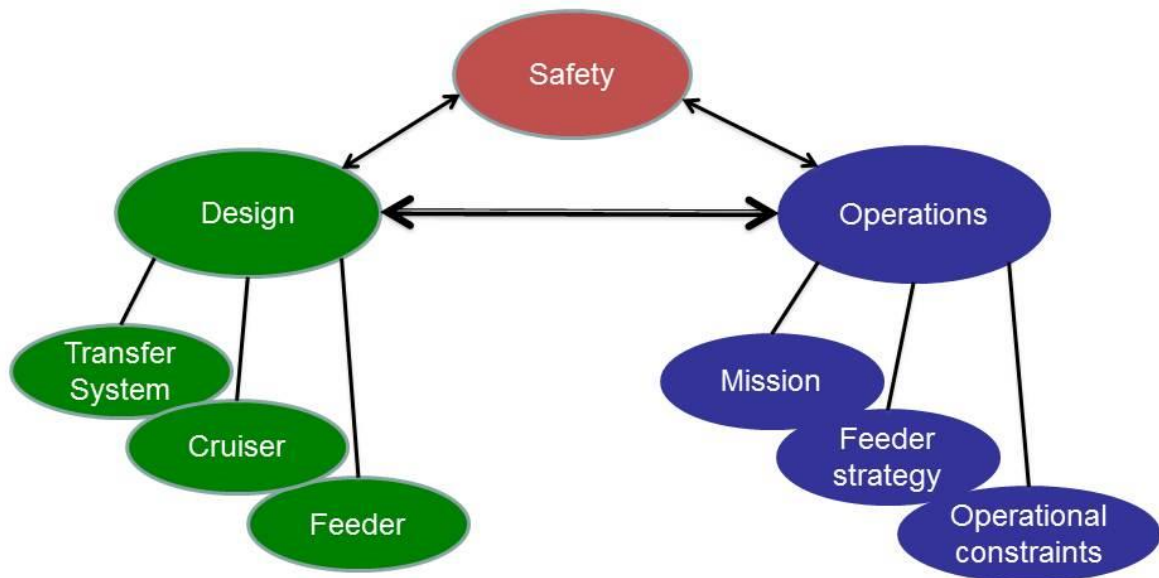 Safety
Design
Operations
Transfer
System
Cruiser
Feeder
Mission
Feeder
strategy
Operational
constraints